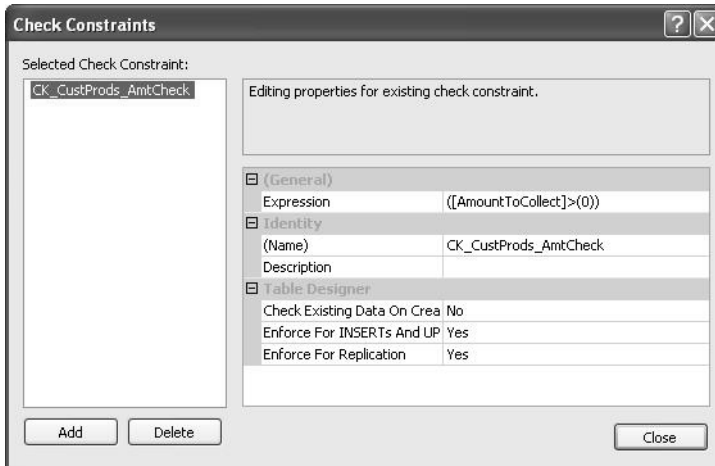 Check Constraints
Selected Check Constraint:
CK_CustProds_AmtCheck
Editing properties for existing check constraint.
(General)
Expression ([AmountToCollect]>(0))
Identity
(Name) CK_CustProds_AmtCheck
Description
Table Designer
Check Existing Data On Crea No
Enforce For INSERTs And UP Yes
Enforce For Replication Yes
Add Delete
Close